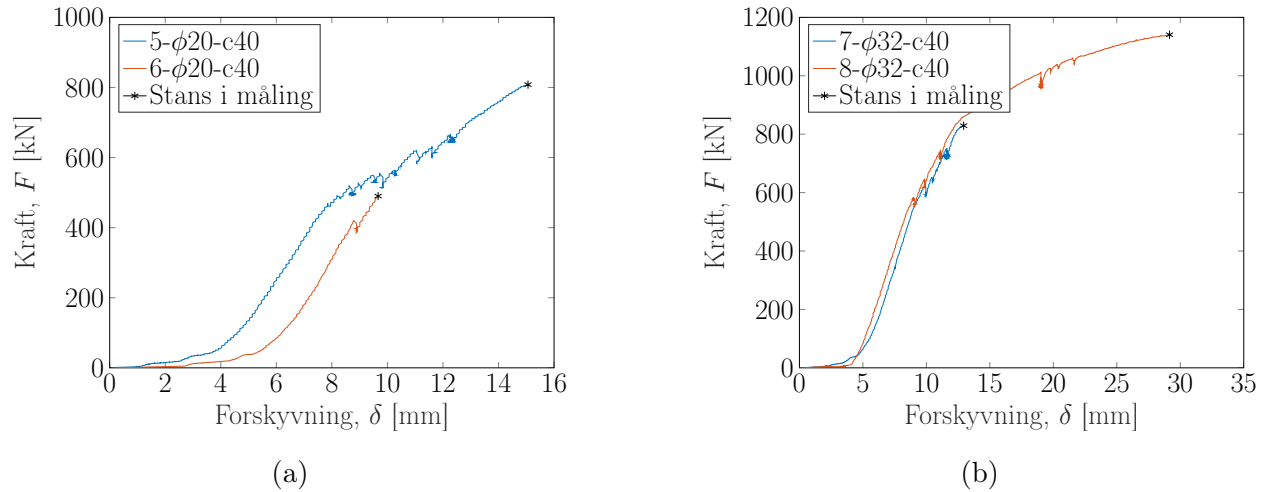 1000
800
600
400
200
0
0 2 4 6 8 10 12 14 16
Kraft, F [kN]
Forskyvning, δ [mm]
5-ϕ20-c40
6-ϕ20-c40
Stans i måling
(a)
1200
1000
800
600
400
200
0
0 5 10 15 20 25 30 35
Kraft, F [kN]
Forskyvning, δ [mm]
7-ϕ32-c40
8-ϕ32-c40
Stans i måling
(b)